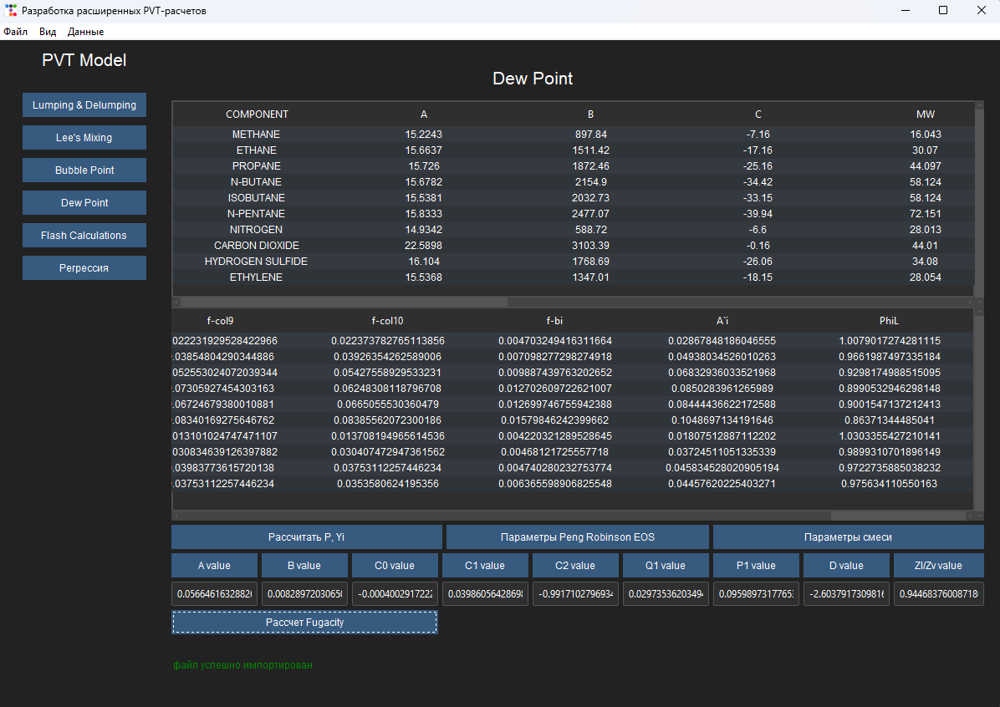 Разработка расширенных PVT-расчетов
Файл Вид Данные
PVT Model
Lumping & Delumping
Lee's Mixing
Bubble Point
Dew Point
Flash Calculations
Регрессия
Dew Point
COMPONENT A B C MW
METHANE 15.2243 897.84 -7.16 16.043
ETHANE 15.6637 1511.42 -17.16 30.07
PROPANE 15.726 1872.46 -25.16 44.097
N-BUTANE 15.6782 2154.9 -34.42 58.124
ISOBUTANE 15.5381 2032.73 -33.15 58.124
N-PENTANE 15.8333 2477.07 -39.94 72.151
NITROGEN 14.9342 588.72 -6.6 28.013
CARBON DIOXIDE 22.5898 3103.39 -0.16 44.01
HYDROGEN SULFIDE 16.104 1768.69 -26.06 34.08
ETHYLENE 15.5368 1347.01 -18.15 28.054
f-col9 f-col10 f-bi A`i PhiL
022231929528422966 0.022373782765113856 0.004703249416311664 0.02867848186046555 1.0079017274281115
.03854804290344886 0.03926354262589006 0.007098277298274918 0.04938034526010263 0.9661987497335184
052553024072039344 0.05427558929533231 0.009887439763202652 0.06832936033521968 0.9298174988515095
.07305927454303163 0.06248308118796708 0.012702609722621007 0.0850283961265989 0.8990532946298148
.06724679380010881 0.0665055530360479 0.012699746755942388 0.08444436622172588 0.9001547137212413
.08340169275646762 0.08385562072300186 0.01579846242399662 0.1048697134191646 0.86371344485041
013101024747471107 0.013708194965614536 0.004220321289528645 0.01807512887112202 1.0303355427210141
030834639126397882 0.030407472947361562 0.00468121725557718 0.03724511051335339 0.9899310701896149
.03983773615720138 0.03753112257446234 0.004740280232753774 0.045834528020905194 0.9722735885038232
.03753112257446234 0.0353580624195356 0.006365598906825548 0.04457620225403271 0.975634110550163
Рассчитать P, Yi Параметры Peng Robinson EOS Параметры смеси
A value B value C0 value C1 value C2 value Q1 value P1 value D value Zl/Zv value
0.0566461632882 0.0082897203065 -0.000400291722 0.03986056428698 -0.991710279693 0.029735362034 0.095989731776 -2.603791730981 0.94468376008718
Рассчет Fugacity
файл успешно импортирован